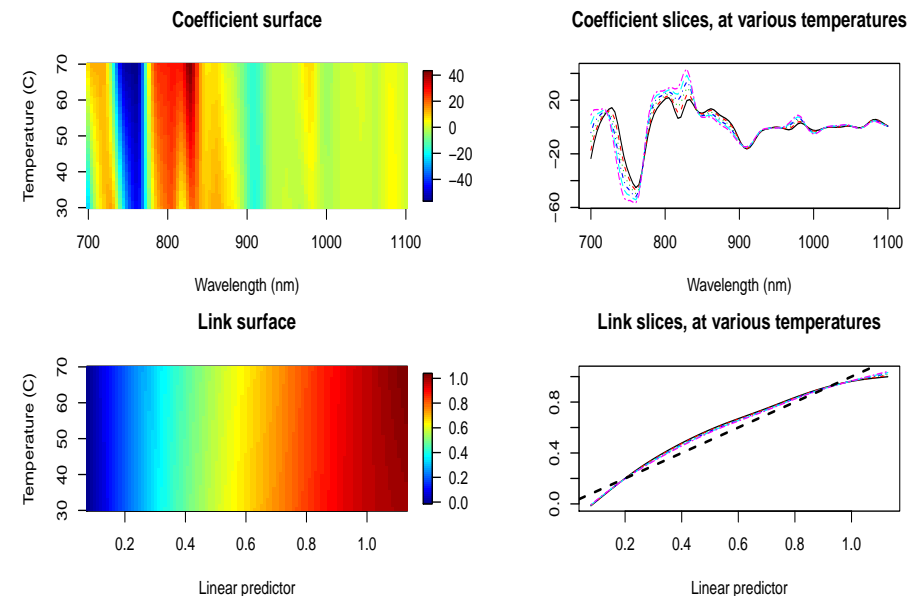 Coefficient surface
Temperature (C)
70
60
50
40
30
700 800 900 1000 1100
Wavelength (nm)
40
20
0
−20
−40
Coefficient slices, at various temperatures
20
−20
−60
700 800 900 1000 1100
Wavelength (nm)
Link surface
Temperature (C)
70
60
50
40
30
0.2 0.4 0.6 0.8 1.0
Linear predictor
1.0
0.8
0.6
0.4
0.2
0.0
Link slices, at various temperatures
0.8
0.4
0.0
0.2 0.4 0.6 0.8 1.0
Linear predictor